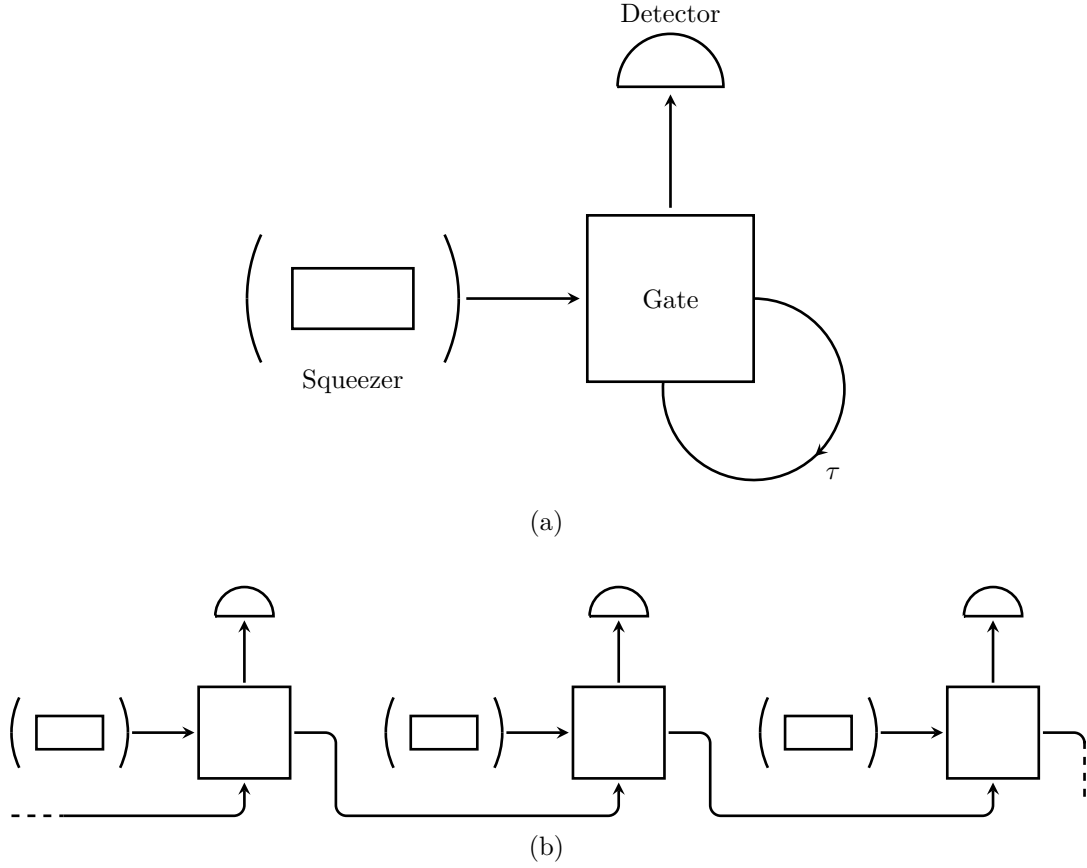 Detector
Gate
Squeezer
τ
(a)
(b)